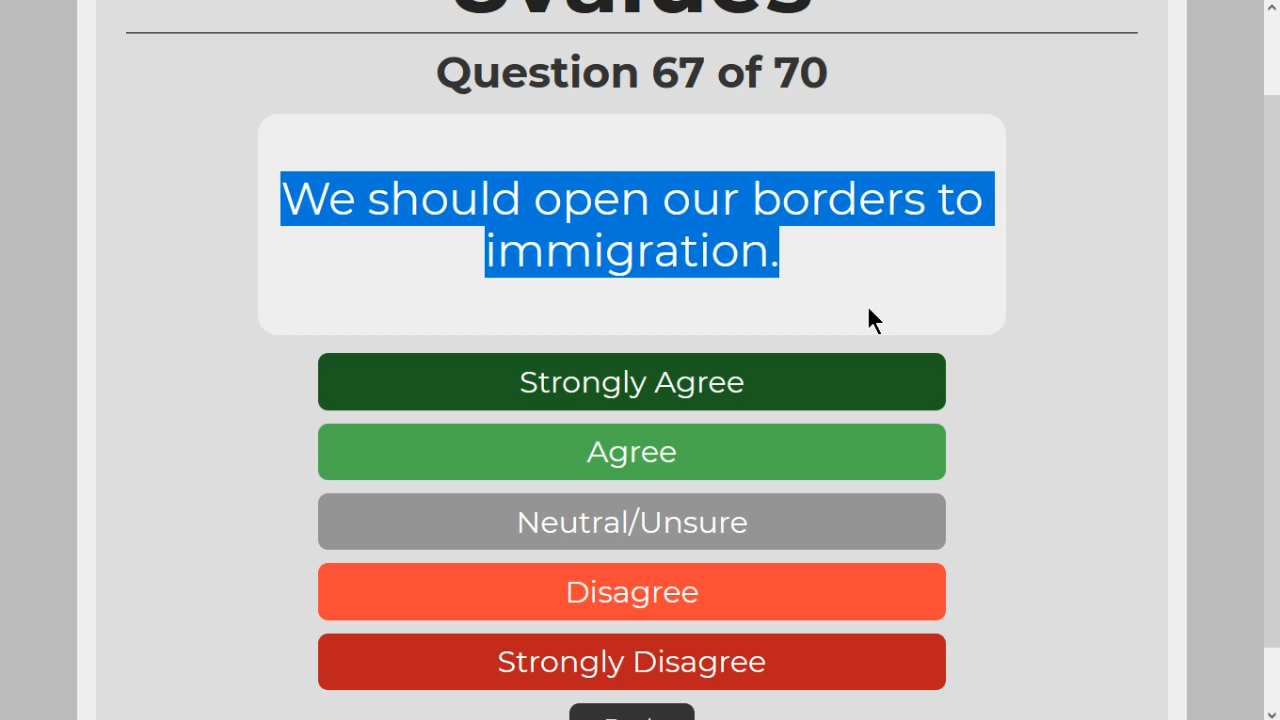 Question 67 of 70
We should open our borders to
immigration.
Strongly Agree
Agree
Neutral/Unsure
Disagree
Strongly Disagree